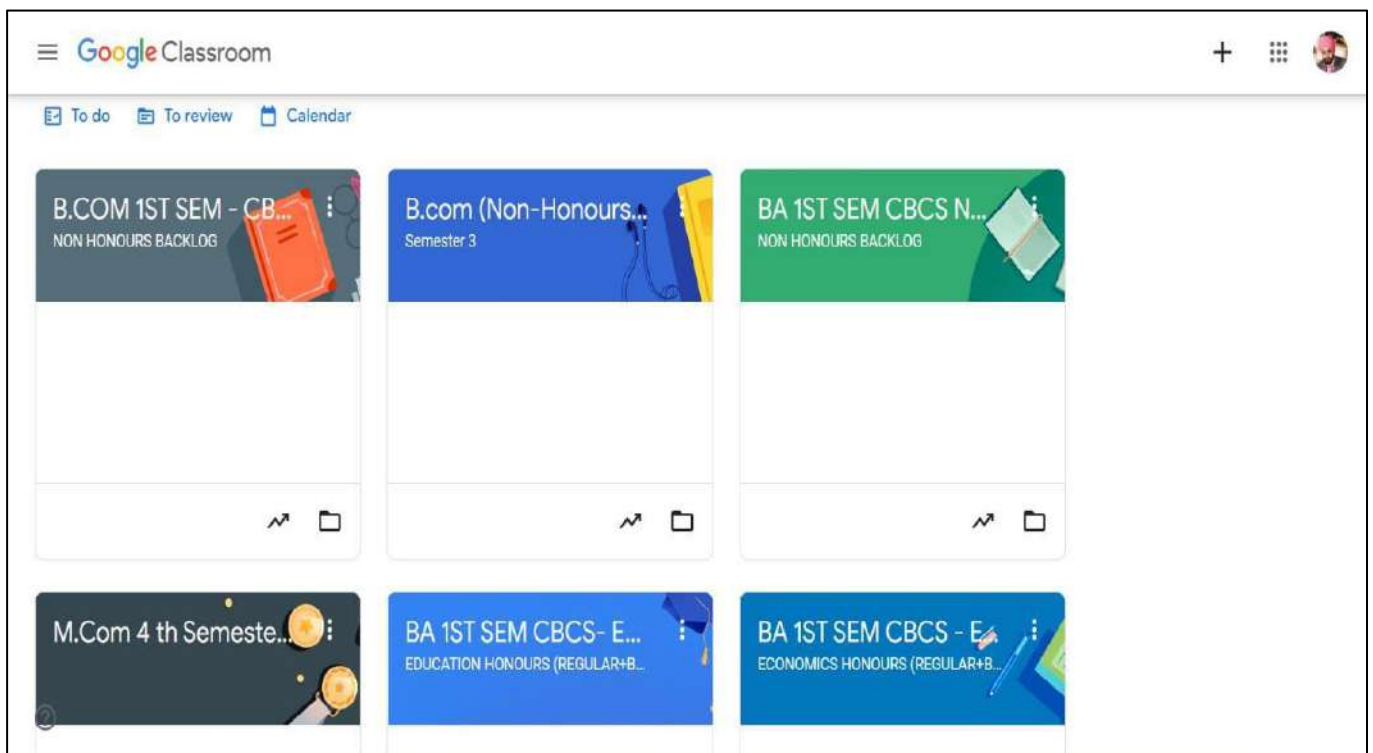 Google Classroom
To do To review Calendar
B.COM 1ST SEM - CB...
NON HONOURS BACKLOG
B.com (Non-Honours...
Semester 3
BA 1ST SEM CBCS N...
NON HONOURS BACKLOG
M.Com 4 th Semeste...
BA 1ST SEM CBCS- E...
EDUCATION HONOURS (REGULAR+B...
BA 1ST SEM CBCS - E...
ECONOMICS HONOURS (REGULAR+B...